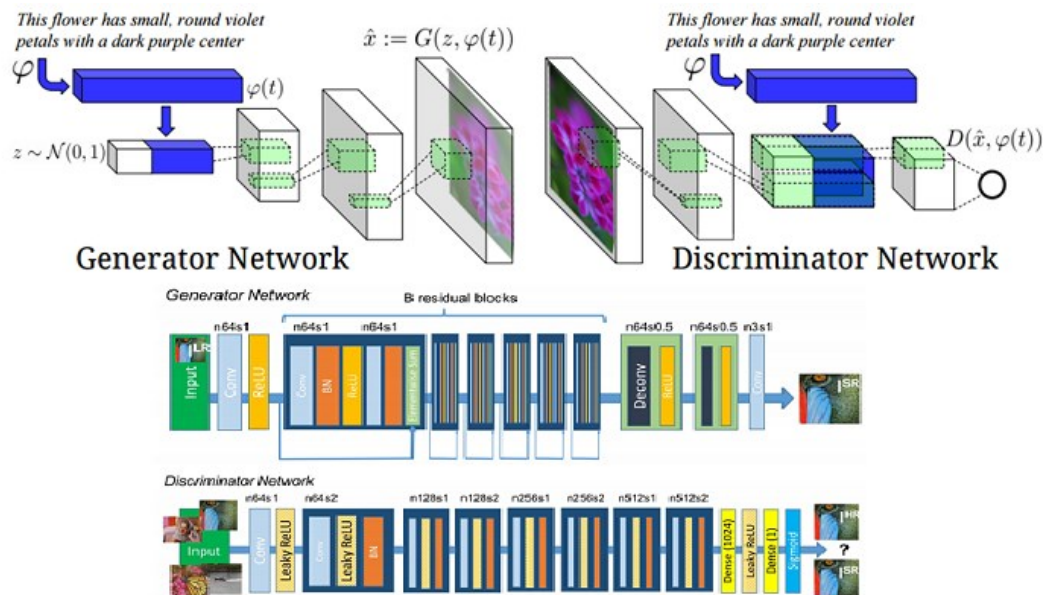 This flower has small, round violet
petals with a dark purple center
φ
φ(t)
z ∼ 𝒩(0, 1)
x̂ := G(z, φ(t))
Generator Network
This flower has small, round violet
petals with a dark purple center
φ
D(x̂, φ(t))
Discriminator Network
Generator Network
B residual blocks
n64s1
n64s1
n64s1
n64s0.5
n64s0.5
n3s1
I LR
Input
Conv
ReLU
Conv
BN
ReLU
Elementwise Sum
Deconv
ReLU
Conv
I SR
Discriminator Network
n64s1
n64s2
n128s1
n128s2
n256s1
n256s2
n512s1
n512s2
Input
Conv
Leaky ReLU
Conv
Leaky ReLU
BN
Dense (1024)
Leaky ReLU
Dense (1)
Sigmoid
I HR
?
I SR